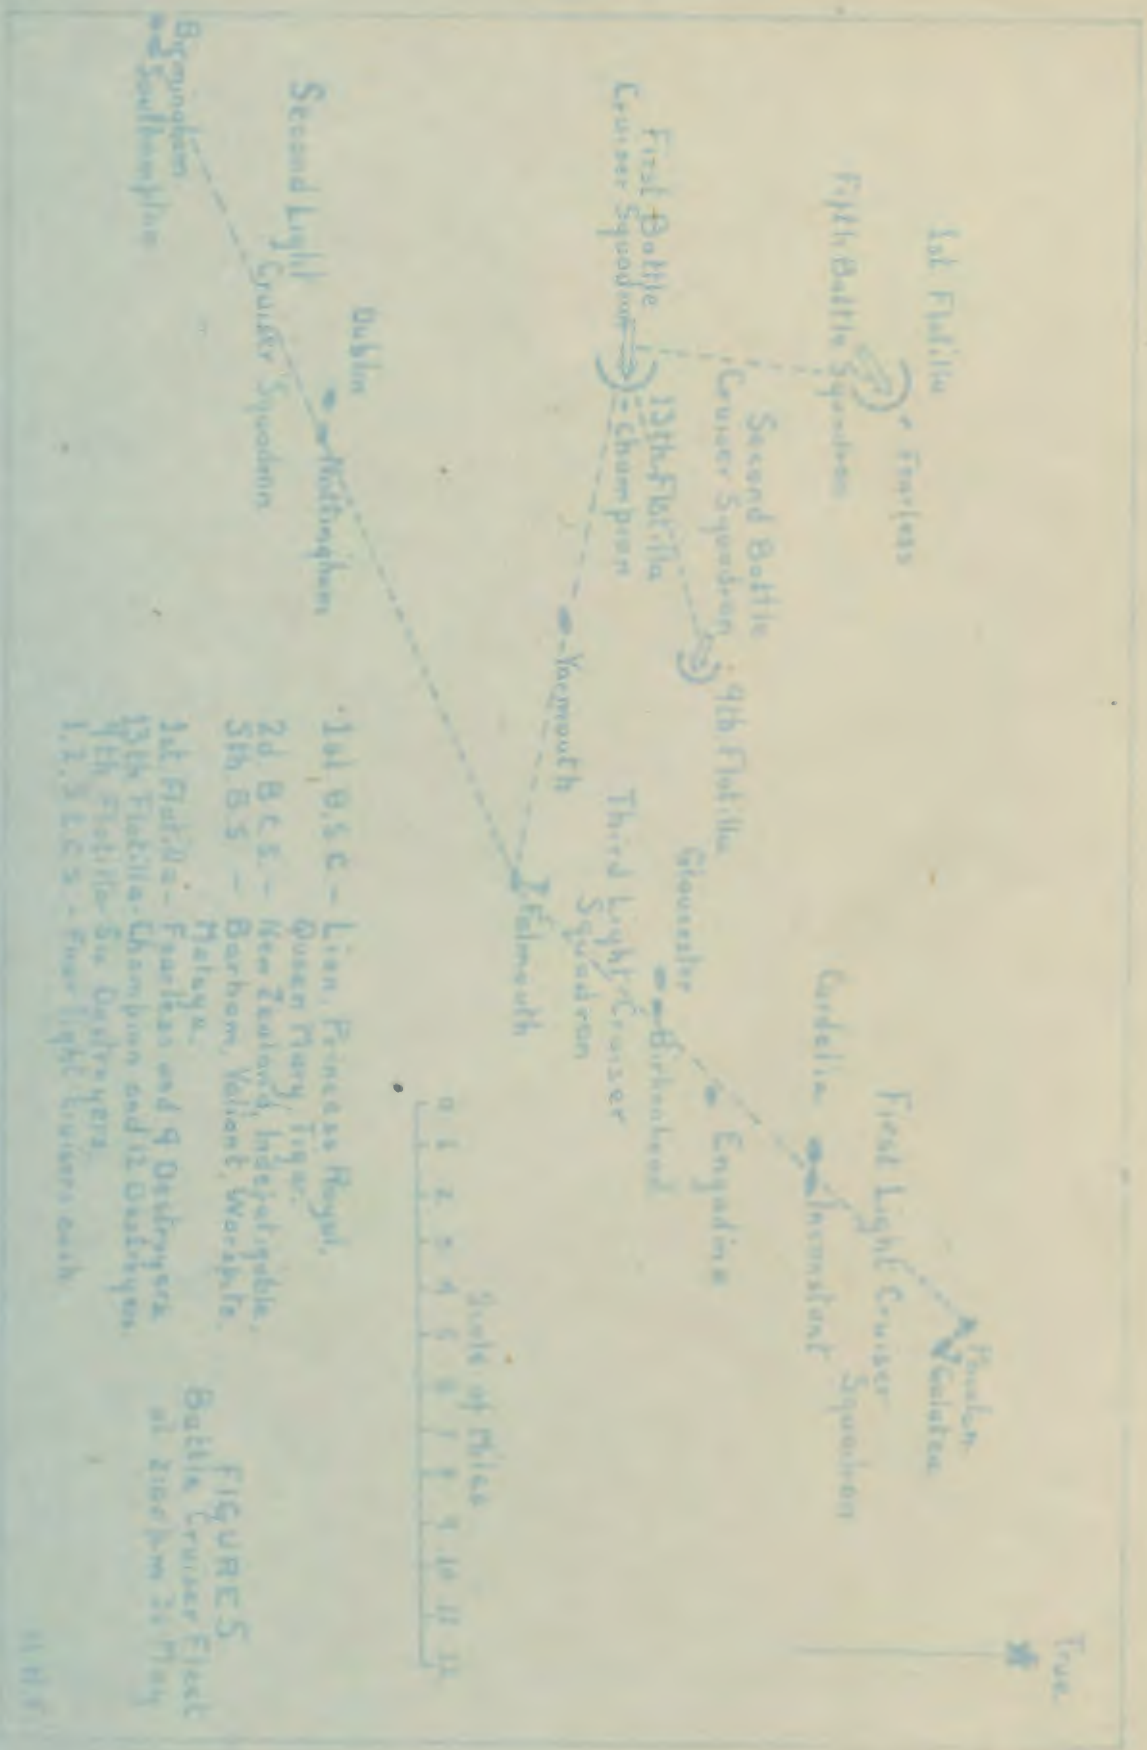 True
1st Flotilla
Fearless
Fifth Battle Squadron
Second Battle
Cruiser Squadron
9th Flotilla
First Battle
Cruiser Squadron
13th Flotilla
Champion
Yarmouth
Galatea
First Light Cruiser
Squadron
Cordelia
Inconstant
Engadine
Gloucester
Birkenhead
Third Light Cruiser
Squadron
Falmouth
Dublin
Nottingham
Second Light
Cruiser Squadron
Birmingham
Southampton
Scale of Miles
0 1 2 3 4 5 6 7 8 9 10 11 12
1st B.S.C - Lion, Princess Royal,
Queen Mary, Tiger.
2d B.C.S. - New Zealand, Indefatigable,
5th B.S - Barham, Valiant, Warspite,
Malaya.
1st Flotilla - Fearless and 9 Destroyers
13th Flotilla - Champion and 12 Destroyers.
9th Flotilla - Six Destroyers.
1, 2, 3 L C S - Four light Cruisers each
FIGURE 5
Battle Cruiser Fleet
at 2:00 p.m. May